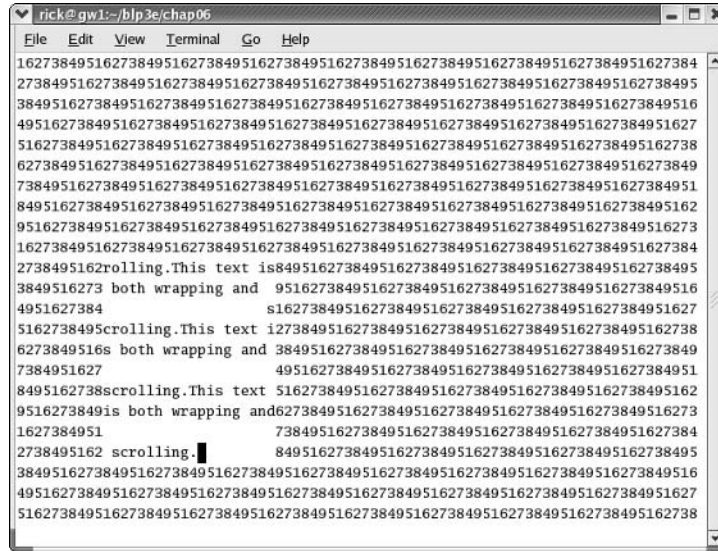 rick@gw1:~/blp3e/chap06
File Edit View Terminal Go Help
1627384951627384951627384951627384951627384951627384951627384951627384951627384
2738495162738495162738495162738495162738495162738495162738495162738495162738495
3849516273849516273849516273849516273849516273849516273849516273849516273849516
4951627384951627384951627384951627384951627384951627384951627384951627384951627
5162738495162738495162738495162738495162738495162738495162738495162738495162738
6273849516273849516273849516273849516273849516273849516273849516273849516273849
7384951627384951627384951627384951627384951627384951627384951627384951627384951
8495162738495162738495162738495162738495162738495162738495162738495162738495162
9516273849516273849516273849516273849516273849516273849516273849516273849516273
1627384951627384951627384951627384951627384951627384951627384951627384951627384
2738495162rolling.This text is8495162738495162738495162738495162738495162738495
3849516273 both wrapping and  9516273849516273849516273849516273849516273849516
4951627384                   s1627384951627384951627384951627384951627384951627
5162738495crolling.This text i2738495162738495162738495162738495162738495162738
6273849516s both wrapping and 3849516273849516273849516273849516273849516273849
7384951627                    4951627384951627384951627384951627384951627384951
8495162738scrolling.This text 5162738495162738495162738495162738495162738495162
9516273849is both wrapping and6273849516273849516273849516273849516273849516273
1627384951                    7384951627384951627384951627384951627384951627384
2738495162 scrolling.         8495162738495162738495162738495162738495162738495
3849516273849516273849516273849516273849516273849516273849516273849516273849516
4951627384951627384951627384951627384951627384951627384951627384951627384951627
5162738495162738495162738495162738495162738495162738495162738495162738495162738